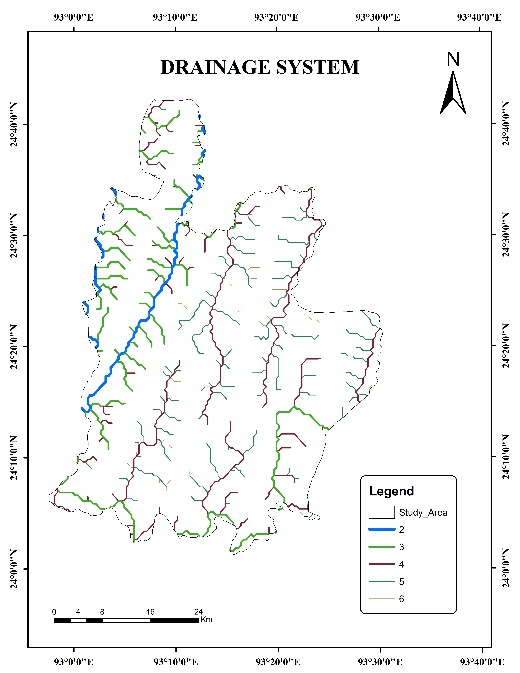 93°0'0"E 93°10'0"E 93°20'0"E 93°30'0"E 93°40'0"E
DRAINAGE SYSTEM
N
24°40'0"N 24°40'0"N
24°30'0"N 24°30'0"N
24°20'0"N 24°20'0"N
24°10'0"N 24°10'0"N
24°0'0"N 24°0'0"N
Legend
Study_Area
2
3
4
5
6
0 4 8 16 24
Km
93°0'0"E 93°10'0"E 93°20'0"E 93°30'0"E 93°40'0"E